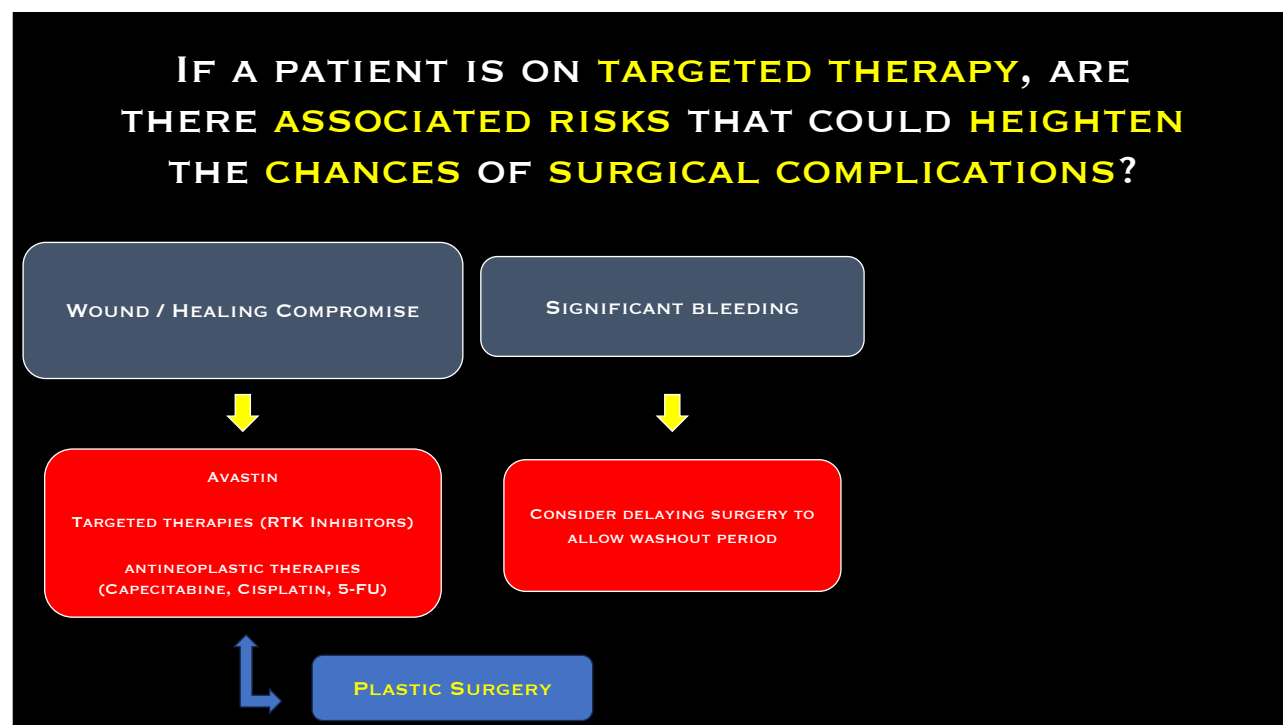 If a patient is on targeted therapy, are
there associated risks that could heighten
the chances of surgical complications?
Wound / Healing Compromise
Significant bleeding
Avastin
Targeted therapies (RTK Inhibitors)
antineoplastic therapies
(Capecitabine, Cisplatin, 5-FU)
Consider delaying surgery to
allow washout period
Plastic Surgery